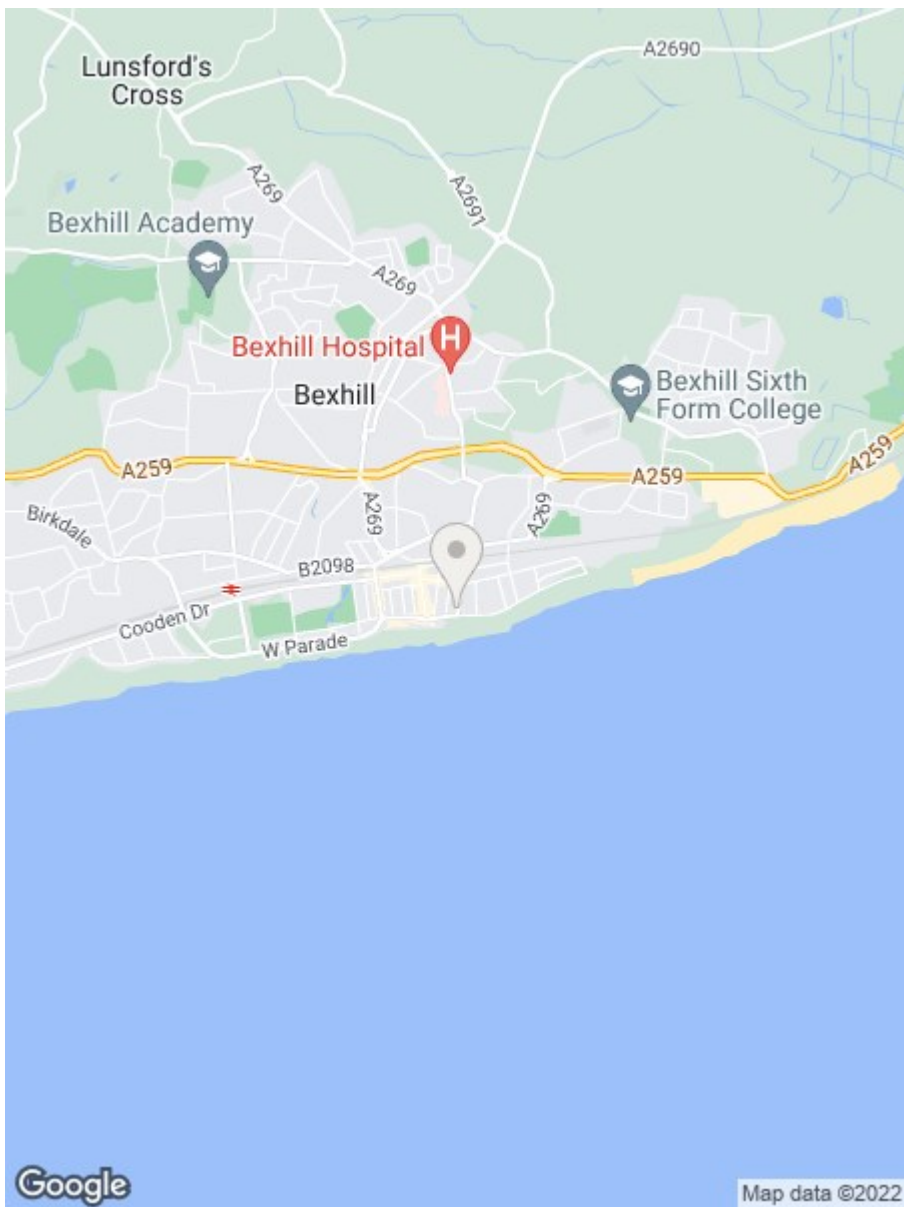 A2690
Lunsford's
Cross
A269
A2691
Bexhill Academy
A269
Bexhill Hospital
H
Bexhill
Bexhill Sixth
Form College
A259
A259
A259
Birkdale
A269
A269
B2098
Cooden Dr
W Parade
Google
Map data ©2022